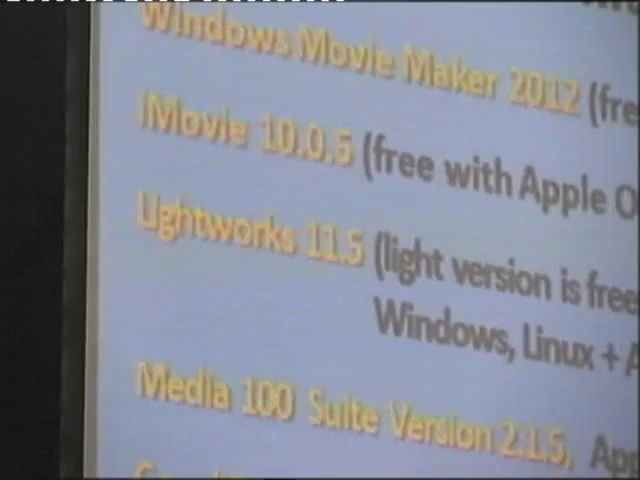 Windows Movie Maker 2012 (fre
iMovie 10.0.5 (free with Apple O
Lightworks 11.5 (light version is free
Windows, Linux + A
Media 100 Suite Version 2.1.5, App